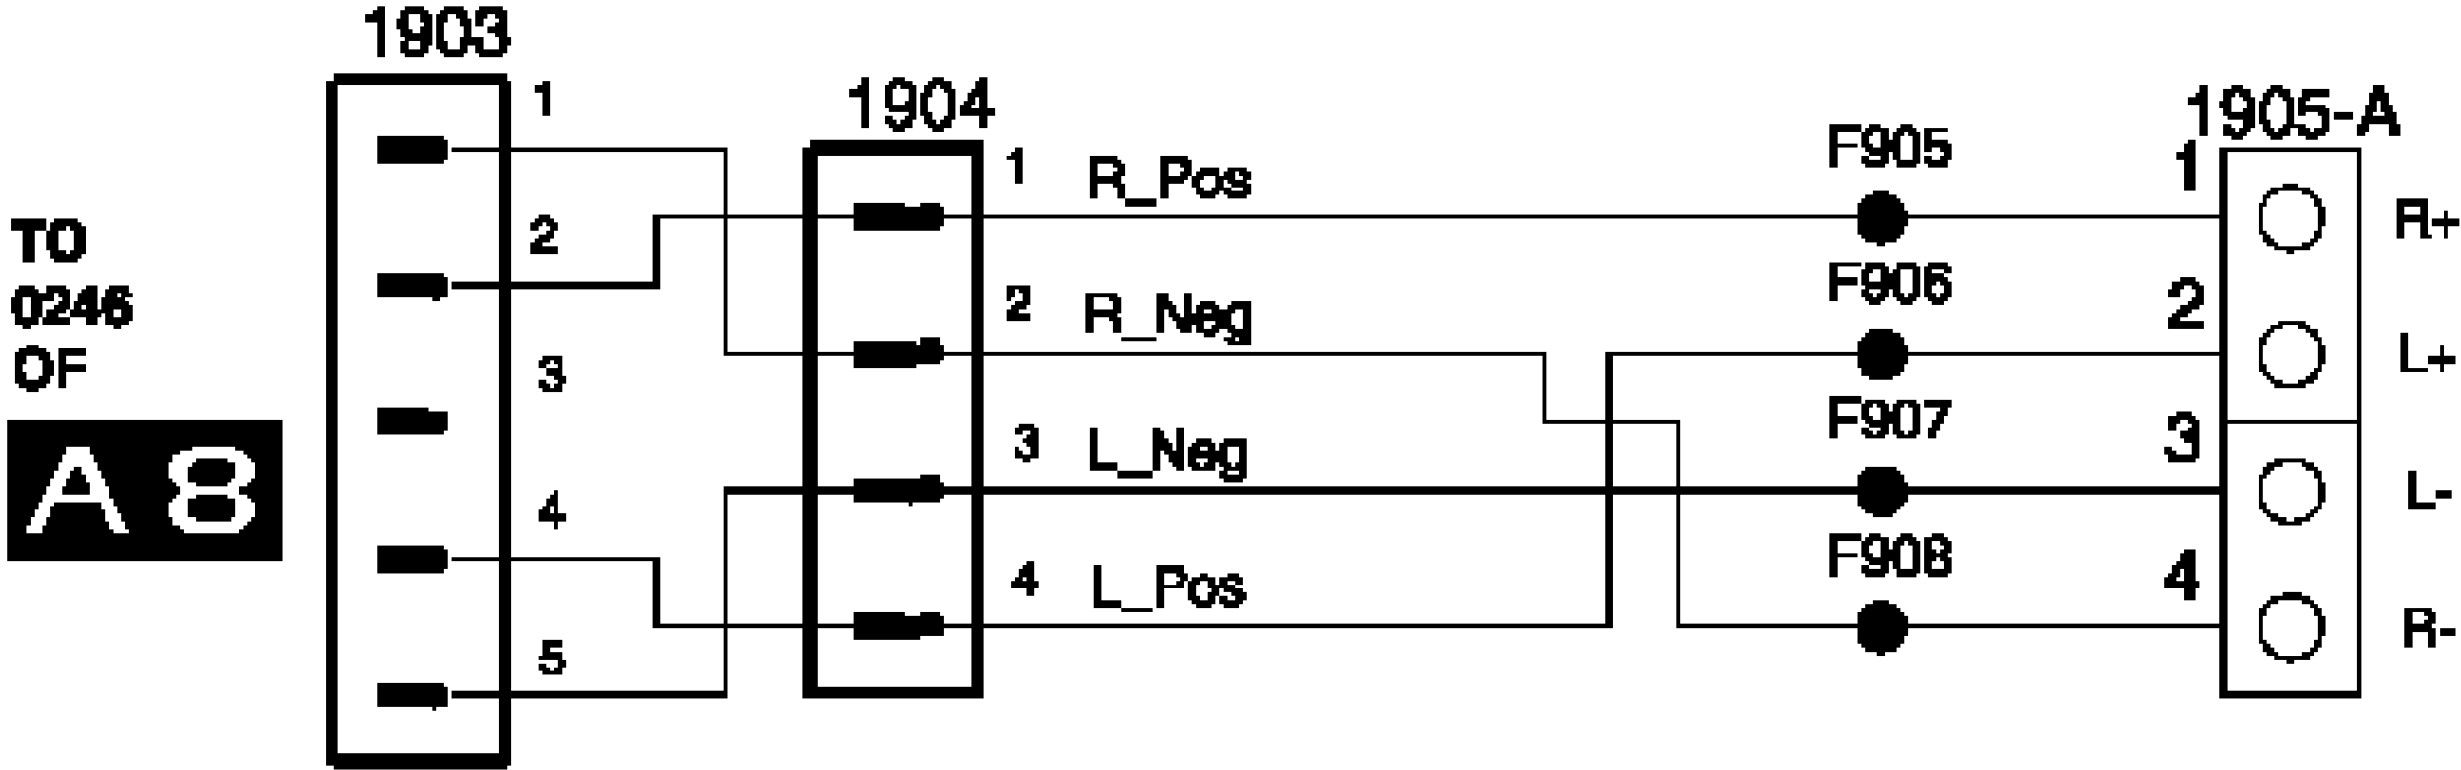 1903
1904
1905-A
TO
0246
OF
A 8
1
2
3
4
5
1 R_Pos
2 R_Neg
3 L_Neg
4 L_Pos
F905
F906
F907
F908
1 R+
2 L+
3 L-
4 R-